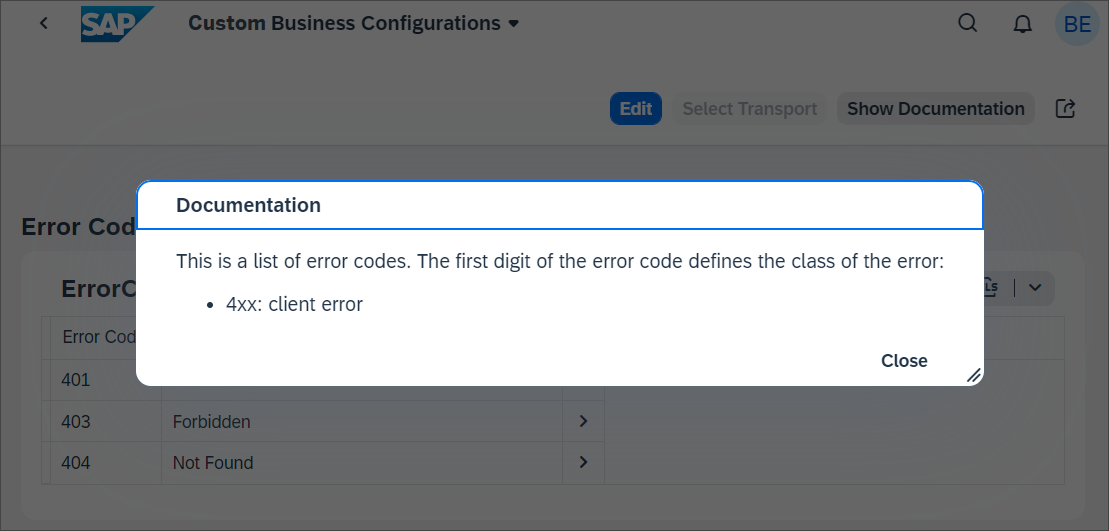 SAP Custom Business Configurations BE
Edit Select Transport Show Documentation
Documentation
Error Cod
This is a list of error codes. The first digit of the error code defines the class of the error:
ErrorC
• 4xx: client error
Error Cod
Close
401
403 Forbidden
404 Not Found